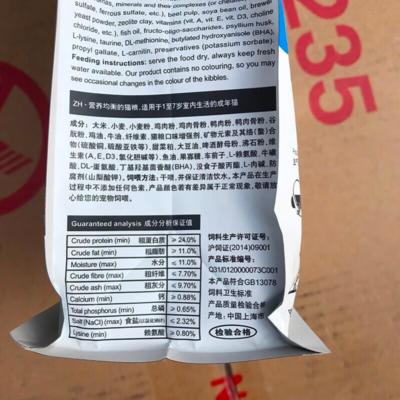 minerals and their complexes (or chelates)
sulfate, ferrous sulfate, etc.), beet pulp, soya bean oil, brewer
yeast powder, zeolite clay, vitamins (vit. A, vit. E, vit. D3, choline
chloride, etc.), fish oil, fructo-oligo-saccharides, psyllium husk,
L-lysine, taurine, DL-methionine, butylated hydroxyanisole (BHA),
propyl gallate, L-carnitin, preservatives (potassium sorbate).
Feeding instructions: serve the food dry, always keep fresh
water available. Our product contains no colouring, so you may
see occasional changes in the colour of the kibbles.
ZH - 营养均衡的猫粮,适用于1至7岁室内生活的成年猫
成分:大米、小麦、小麦粉、鸡肉粉、鸡肉骨粉、鸭肉粉、鸭肉骨粉、谷
朊粉、鸡油、牛油、纤维素、猫粮口味增强剂、矿物元素及其络(螯)合
物(硫酸铜、硫酸亚铁等)、甜菜粕、大豆油、啤酒酵母粉、沸石粉、维
生素(A、E、D3、氯化胆碱等)、鱼油、果寡糖、车前子、L-赖氨酸、牛磺
酸、DL-蛋氨酸、丁基羟基茴香醚(BHA)、没食子酸丙酯、L-肉碱、防
腐剂(山梨酸钾)。饲喂方法:干喂,并保证清洁饮水。本产品在生产
过程中不添加任何色素,产品颜色若有差异属于正常现象,敬请放
心给您的宠物饲喂。
Guaranteed analysis 成分分析保证值
Crude protein (min) 粗蛋白质 ≥ 24.0%
Crude fat (min) 粗脂肪 ≥ 11.0%
Moisture (max) 水分 ≤ 11.0%
Crude fibre (max) 粗纤维 ≤ 7.70%
Crude ash (max) 粗灰分 ≤ 9.70%
Calcium (min) 钙 ≥ 0.88%
Total phosphorus (min) 总磷 ≥ 0.65%
Salt (NaCl) (max) 食盐 ≤ 2.32%
Lysine (min) 赖氨酸 ≥ 0.80%
饲料生产许可证号:
沪饲证(2014)09001
产品标准编号:
Q31/0120000073C001
本产品符合GB13078
饲料卫生标准
产品质量检验合格
产地:中国上海市
检验合格
235